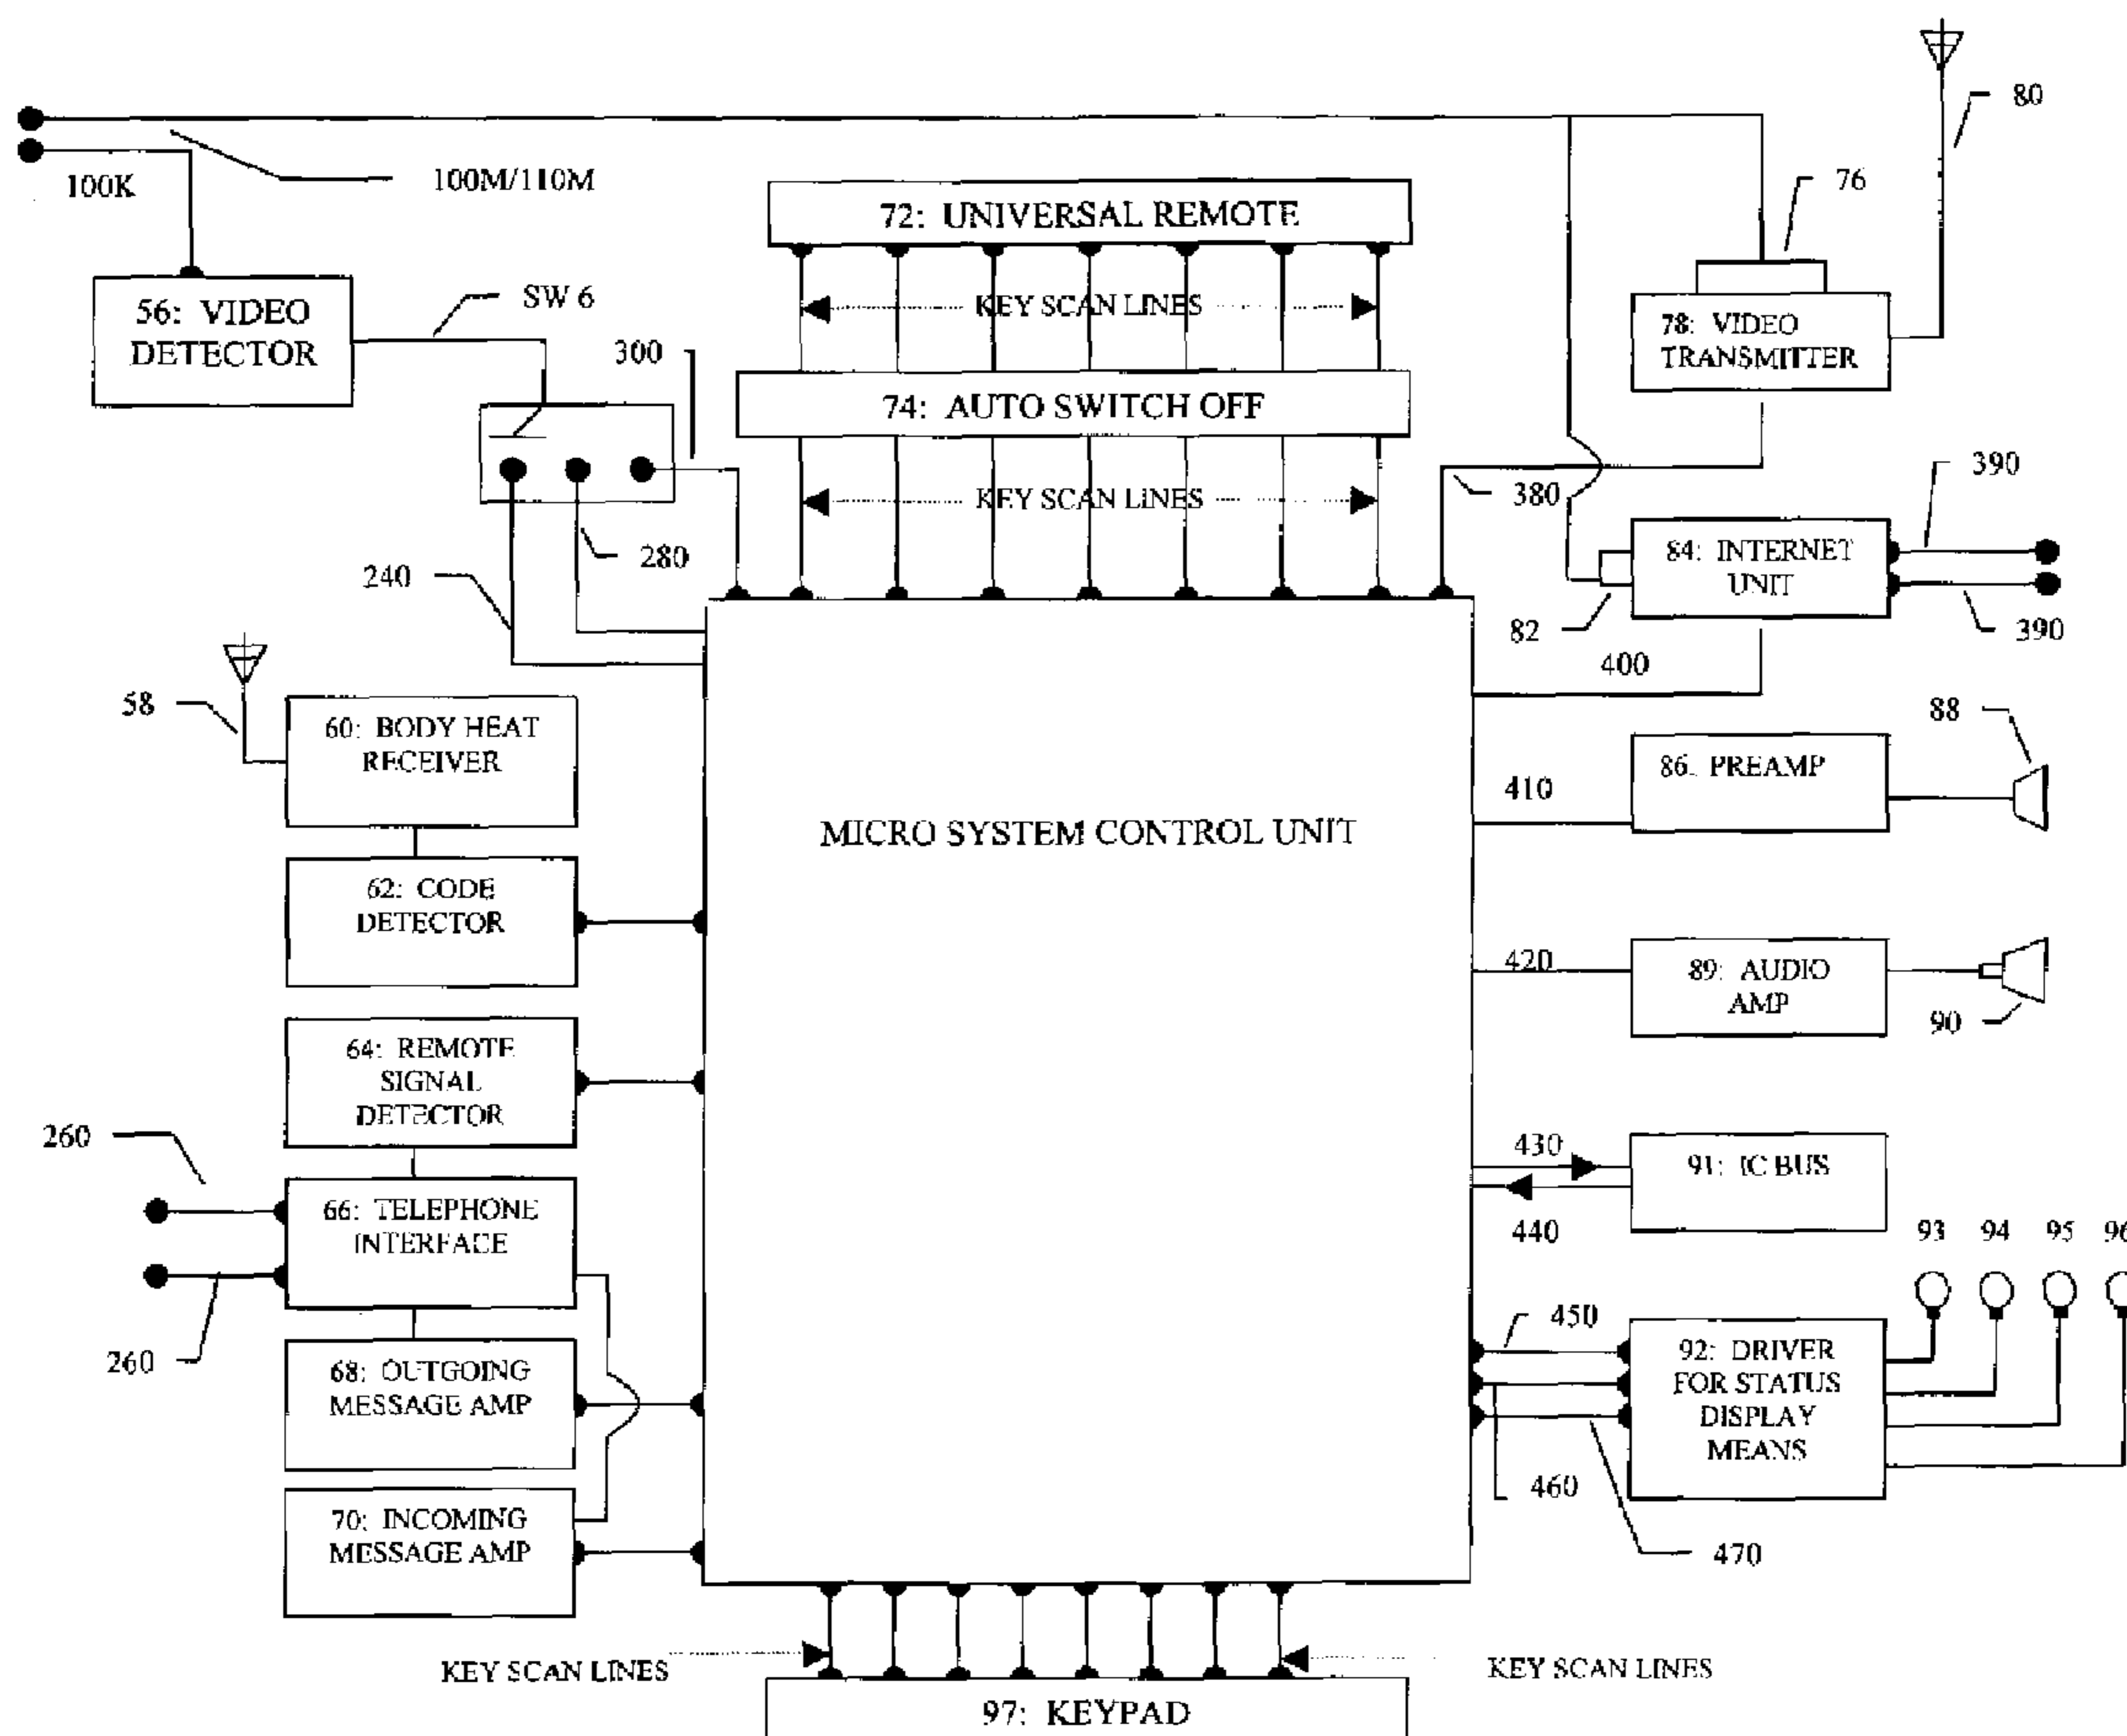 80
100K
100M/110M
76
72: UNIVERSAL REMOTE
56: VIDEO
DETECTOR
SW 6
KEY SCAN LINES
78: VIDEO
TRANSMITTER
300
74: AUTO SWITCH OFF
390
KEY SCAN LINES
380
280
240
84: INTERNET
UNIT
82
390
400
58
60: BODY HEAT
RECEIVER
88
86. PREAMP
410
MICRO SYSTEM CONTROL UNIT
62: CODE
DETECTOR
420
89: AUDIO
AMP
90
64: REMOTE
SIGNAL
DETECTOR
260
430
91: IC BUS
440
66: TELEPHONE
INTERFACE
93 94 95 96
260
450
68: OUTGOING
MESSAGE AMP
92: DRIVER
FOR STATUS
DISPLAY
MEANS
460
470
70: INCOMING
MESSAGE AMP
KEY SCAN LINES
KEY SCAN LINES
97: KEYPAD